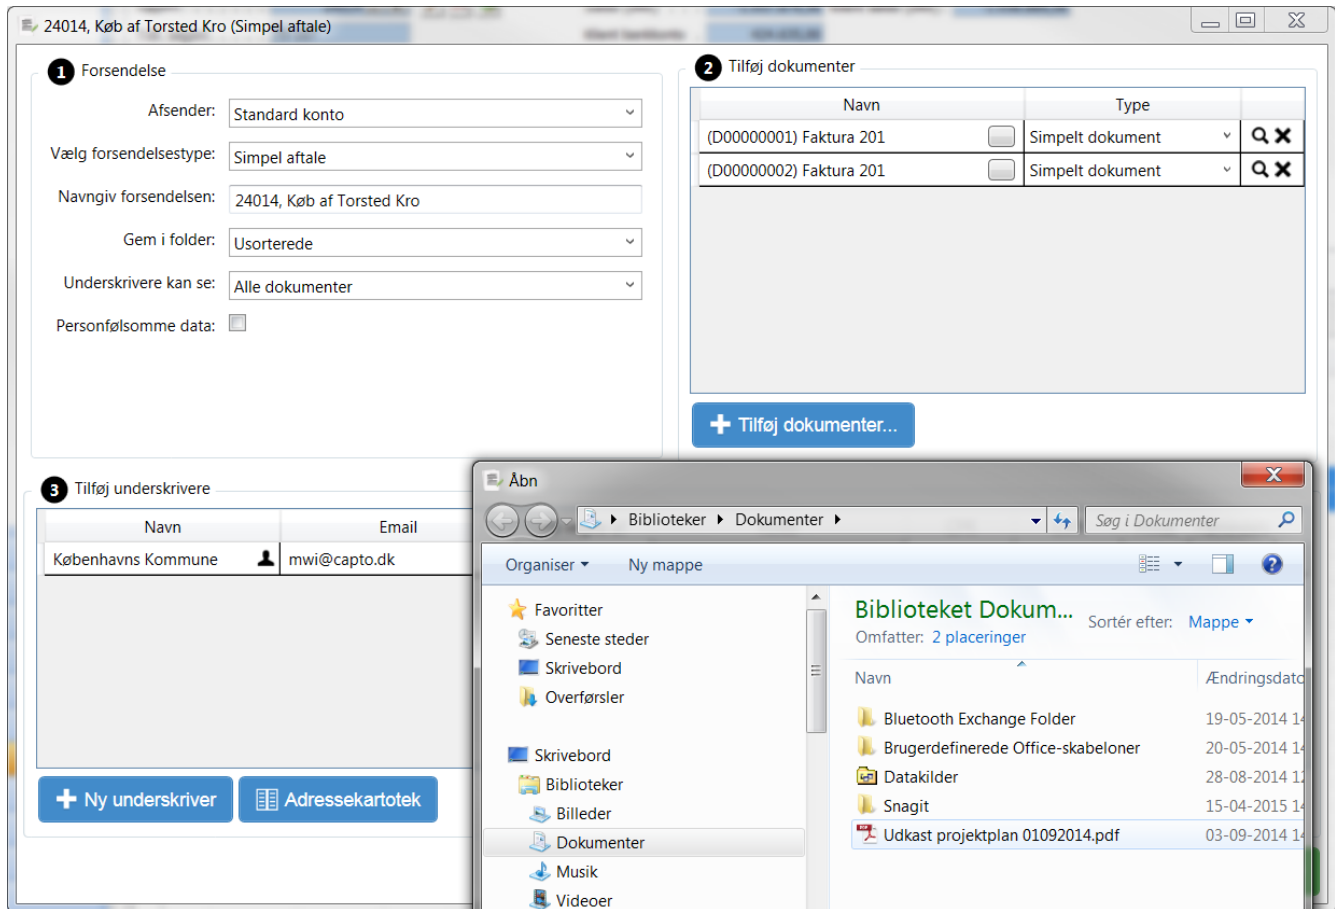 24014, Køb af Torsted Kro (Simpel aftale)
1 Forsendelse
Afsender: Standard konto
Vælg forsendelsestype: Simpel aftale
Navngiv forsendelsen: 24014, Køb af Torsted Kro
Gem i folder: Usorterede
Underskrivere kan se: Alle dokumenter
Personfølsomme data:
2 Tilføj dokumenter
Navn Type
(D00000001) Faktura 201 Simpelt dokument
(D00000002) Faktura 201 Simpelt dokument
Tilføj dokumenter...
3 Tilføj underskrivere
Navn Email
Københavns Kommune mwi@capto.dk
Ny underskriver Adressekartotek
Åbn
Biblioteker Dokumenter Søg i Dokumenter
Organiser Ny mappe
Favoritter
Seneste steder
Skrivebord
Overførsler
Skrivebord
Biblioteker
Billeder
Dokumenter
Musik
Videoer
Biblioteket Dokum... Sortér efter: Mappe
Omfatter: 2 placeringer
Navn Ændringsdato
Bluetooth Exchange Folder 19-05-2014 14
Brugerdefinerede Office-skabeloner 20-05-2014 14
Datakilder 28-08-2014 12
Snagit 15-04-2015 14
Udkast projektplan 01092014.pdf 03-09-2014 14